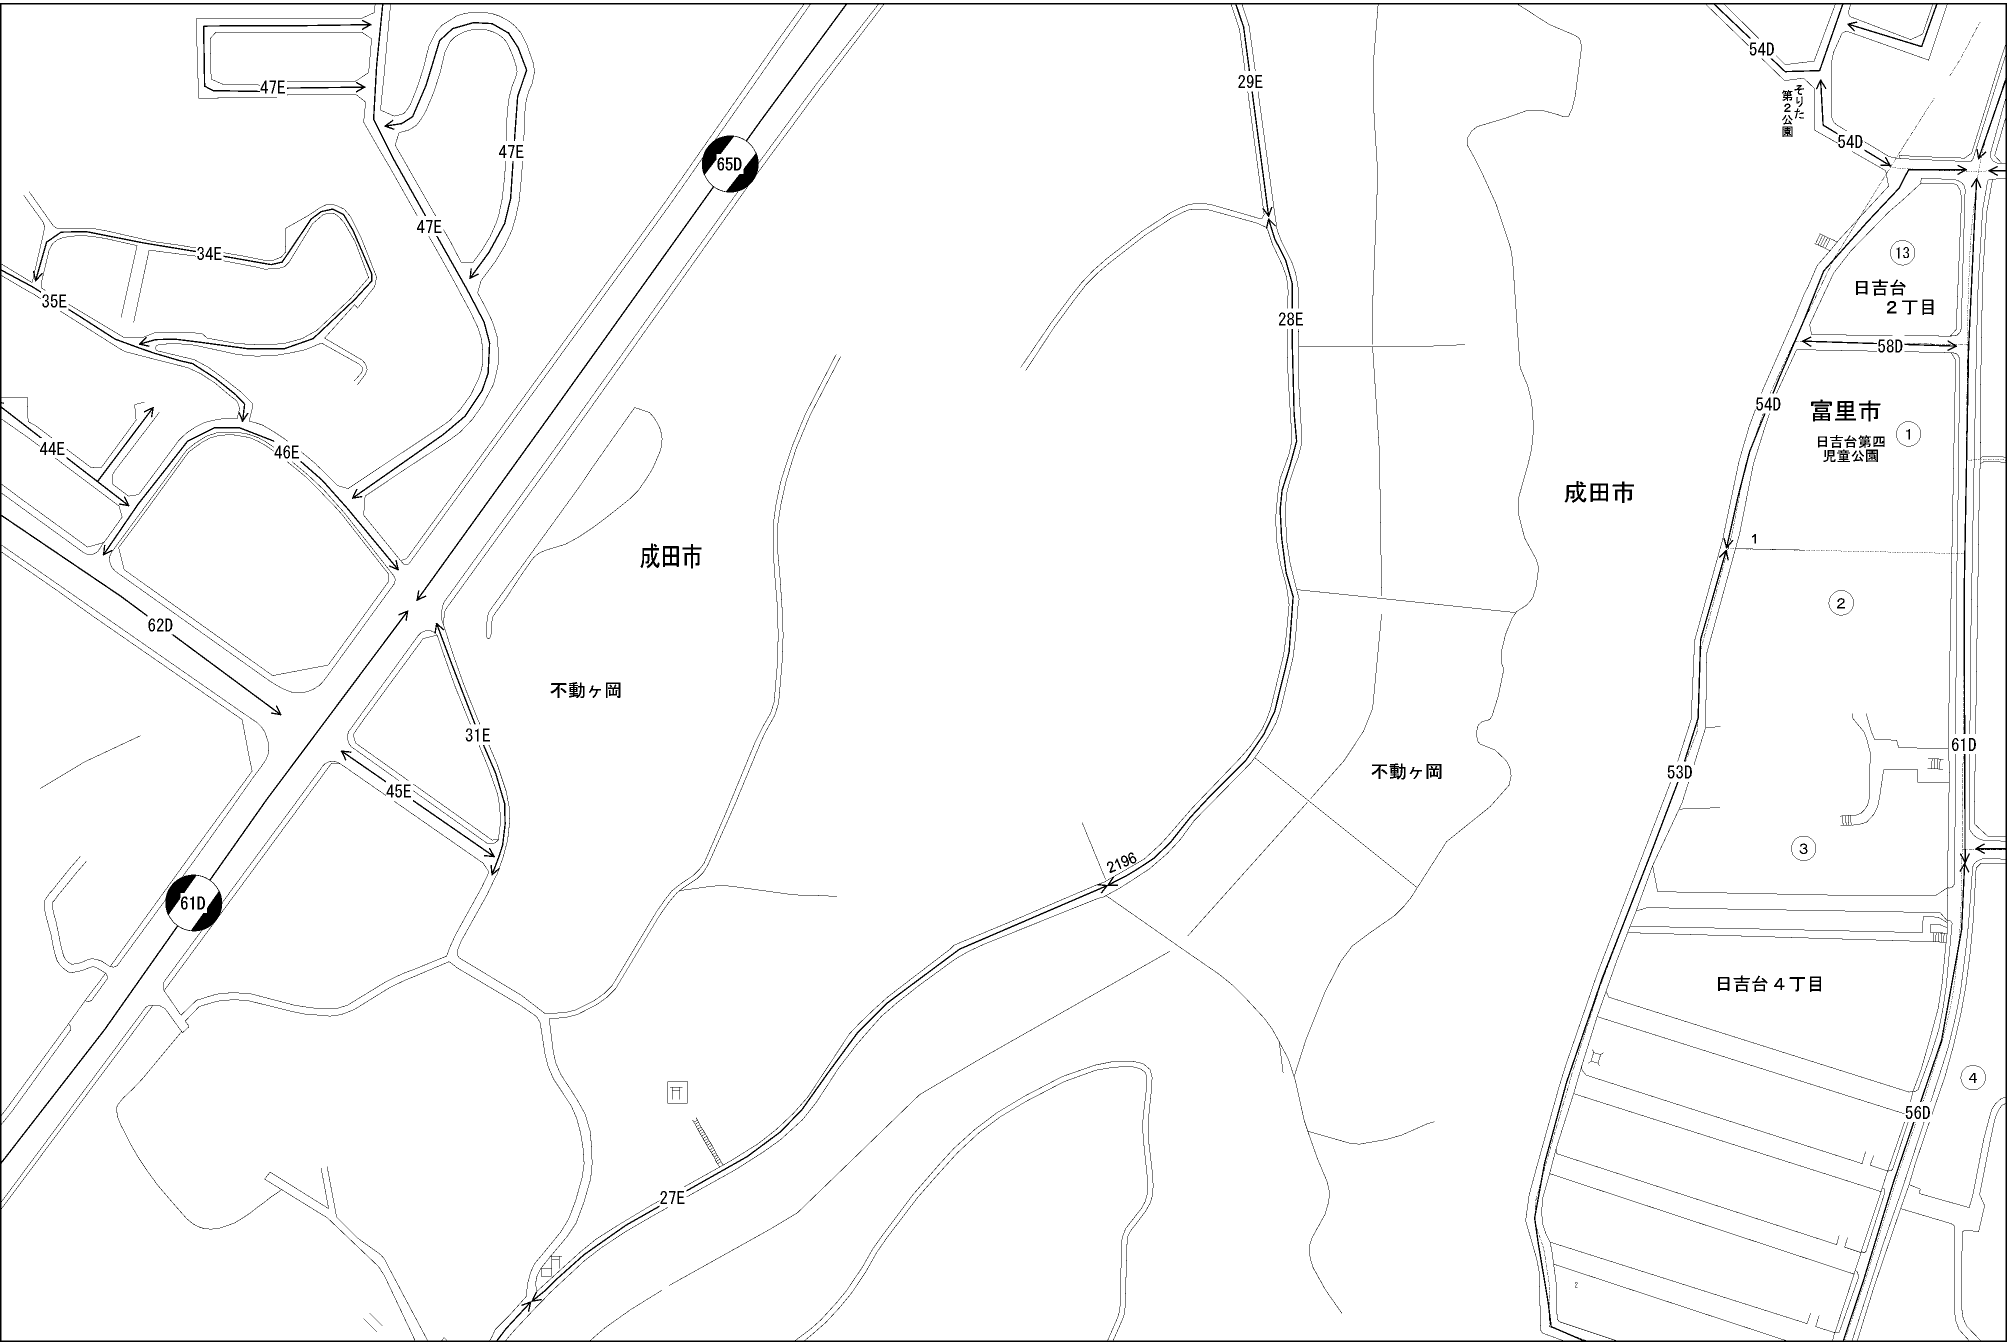 54D
47E
29E
そりた
第2公園
47E
54D
65D
47E
34E
13
日吉台
2丁目
35E
28E
58D
54D
富里市
1
日吉台第四
児童公園
44E
46E
成田市
成田市
1
2
62D
不動ヶ岡
31E
61D
不動ヶ岡
53D
45E
3
2196
61D
日吉台4丁目
4
56D
27E